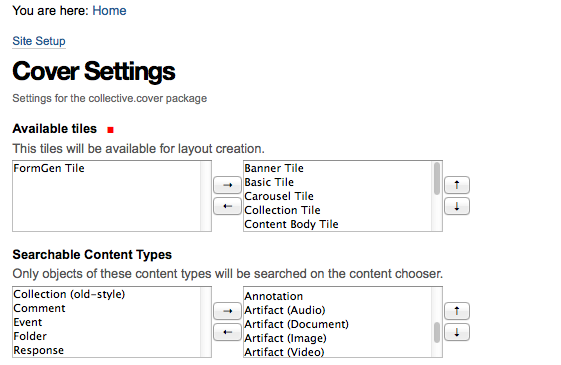 You are here: Home
Site Setup
Cover Settings
Settings for the collective.cover package
Available tiles
This tiles will be available for layout creation.
FormGen Tile
→
←
Banner Tile
Basic Tile
Carousel Tile
Collection Tile
Content Body Tile
↑
↓
Searchable Content Types
Only objects of these content types will be searched on the content chooser.
Collection (old-style)
Comment
Event
Folder
Response
→
←
Annotation
Artifact (Audio)
Artifact (Document)
Artifact (Image)
Artifact (Video)
↑
↓